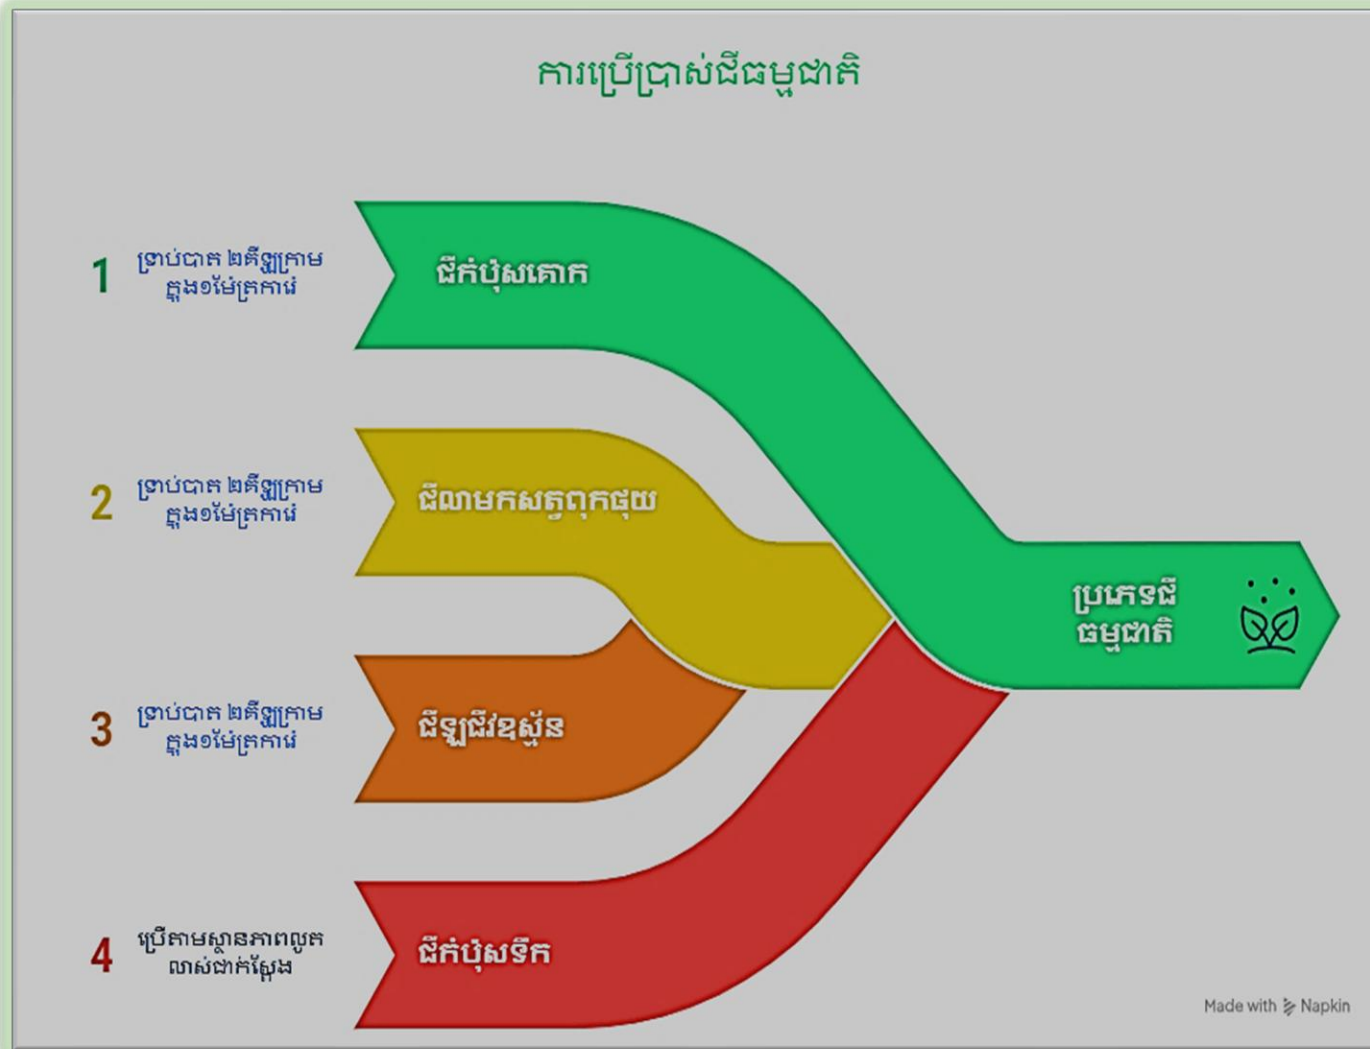 ការប្រើប្រាស់ជីធម្មជាតិ
1
ទ្រាប់បាត ២គីឡូក្រាម
ក្នុង១ម៉ែត្រការ៉េ
ជីកំប៉ុសគោក
2
ទ្រាប់បាត ២គីឡូក្រាម
ក្នុង១ម៉ែត្រការ៉េ
ជីលាមកសត្វពុកផុយ
3
ទ្រាប់បាត ២គីឡូក្រាម
ក្នុង១ម៉ែត្រការ៉េ
ជីឡជីវឧស្ម័ន
4
ប្រើតាមស្ថានភាពលូត
លាស់ជាក់ស្តែង
ជីកំប៉ុសទឹក
ប្រភេទជី
ធម្មជាតិ
Made with Napkin